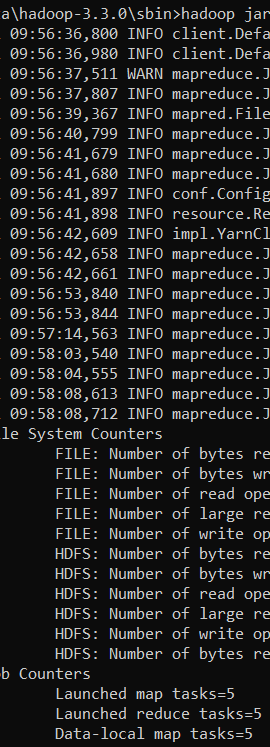 a\hadoop-3.3.0\sbin>hadoop jar
09:56:36,800 INFO client.Defa
09:56:36,980 INFO client.Defa
09:56:37,511 WARN mapreduce.J
09:56:37,807 INFO mapreduce.J
09:56:39,367 INFO mapred.File
09:56:40,799 INFO mapreduce.J
09:56:41,679 INFO mapreduce.J
09:56:41,680 INFO mapreduce.J
09:56:41,897 INFO conf.Config
09:56:41,898 INFO resource.Re
09:56:42,609 INFO impl.YarnCl
09:56:42,658 INFO mapreduce.J
09:56:42,661 INFO mapreduce.J
09:56:53,840 INFO mapreduce.J
09:56:53,844 INFO mapreduce.J
09:57:14,563 INFO mapreduce.J
09:58:03,540 INFO mapreduce.J
09:58:04,555 INFO mapreduce.J
09:58:08,613 INFO mapreduce.J
09:58:08,712 INFO mapreduce.J
le System Counters
FILE: Number of bytes re
FILE: Number of bytes wr
FILE: Number of read ope
FILE: Number of large re
FILE: Number of write op
HDFS: Number of bytes re
HDFS: Number of bytes wr
HDFS: Number of read ope
HDFS: Number of large re
HDFS: Number of write op
HDFS: Number of bytes re
b Counters
Launched map tasks=5
Launched reduce tasks=5
Data-local map tasks=5